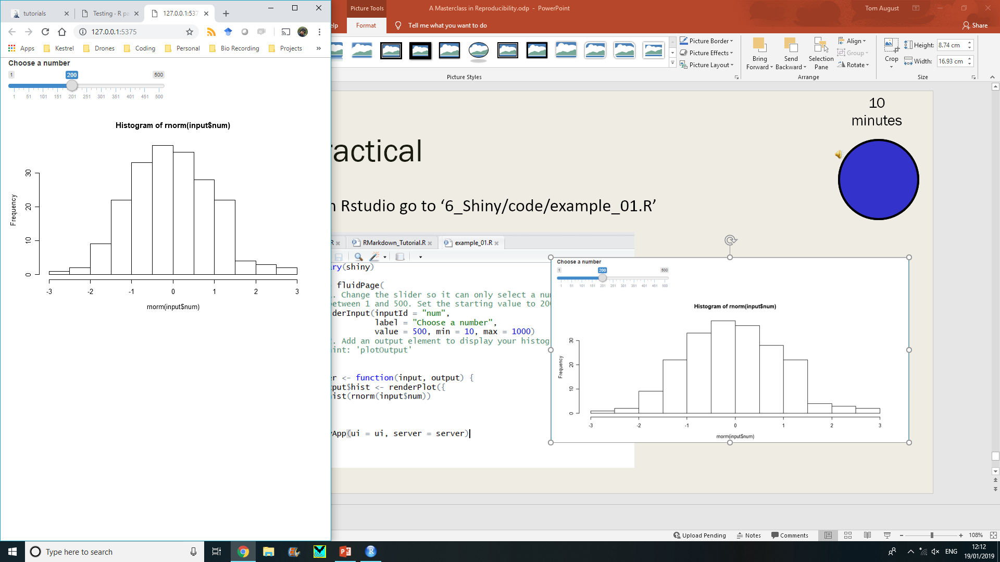 tutorials
Testing · R pa
127.0.0.1:537
127.0.0.1:5375
Apps
Kestrel
Drones
Coding
Personal
Bio Recording
Projects
»
Choose a number
1
200
500
1 51 101 151 201 251 301 351 401 451 500
Histogram of rnorm(input$num)
Frequency
30
20
10
0
-3 -2 -1 0 1 2 3
rnorm(input$num)
Picture Tools
A Masterclass in Reproducibility.odp - PowerPoint
Tom August
elp
Format
Tell me what you want to do
Share
Picture Border
Picture Effects
Picture Layout
Picture Styles
Bring
Forward
Send
Backward
Selection
Pane
Align
Group
Rotate
Arrange
Crop
Height: 8.74 cm
Width: 16.93 cm
Size
10
minutes
ractical
n Rstudio go to ‘6_Shiny/code/example_01.R’
R
RMarkdown_Tutorial.R
example_01.R
ry(shiny)
fluidPage(
. Change the slider so it can only select a nu
between 1 and 500. Set the starting value to 20
derInput(inputId = "num",
label = "Choose a number",
value = 500, min = 10, max = 1000)
. Add an output element to display your histog
int: 'plotOutput'
r <- function(input, output) {
put$hist <- renderPlot({
ist(rnorm(input$num))
App(ui = ui, server = server)
Choose a number
1
200
500
1 51 101 151 201 251 301 351 401 451 500
Histogram of rnorm(input$num)
Frequency
30
20
10
0
-3 -2 -1 0 1 2 3
rnorm(input$num)
Upload Pending
Notes
Comments
108%
Type here to search
ENG
12:12
19/01/2019